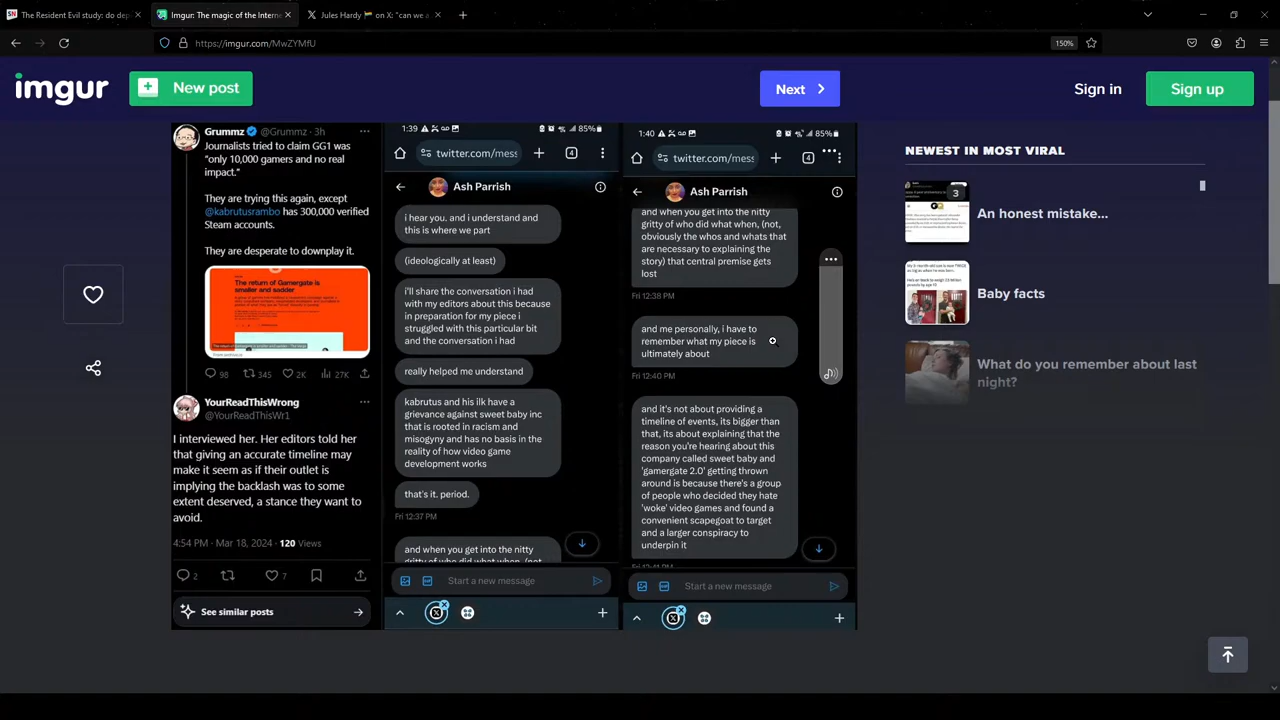 The Resident Evil study: do de
Imgur: The magic of the Interne
Jules Hardy on X: "can we a
https://imgur.com/MwZYMfU
150%
imgur
New post
Next
Sign in
Sign up
Grummz @Grummz · 3h
Journalists tried to claim GG1 was
"only 10,000 gamers and no real
impact."
They are trying this again, except
@kabrutusrambo has 300,000 verified
steam accounts.
They are desperate to downplay it.
The return of Gamergate is
smaller and sadder
98
345
2K
27K
YourReadThisWrong
@YourReadThisWr1
I interviewed her. Her editors told her
that giving an accurate timeline may
make it seem as if their outlet is
implying the backlash was to some
extent deserved, a stance they want to
avoid.
4:54 PM · Mar 18, 2024 · 120 Views
2
7
See similar posts
1:39
85%
twitter.com/mess
4
Ash Parrish
i hear you. and i understand and
this is where we part
(ideologically at least)
if i share the conversation i had
with my editors about this because
in preparation for my piece i
struggled with this particular bit
and the conversation i had
really helped me understand
kabrutus and his ilk have a
grievance against sweet baby inc
that is rooted in racism and
misogyny and has no basis in the
reality of how video game
development works
that's it. period.
Fri 12:37 PM
and when you get into the nitty
gritty of who did what when, (not,
Start a new message
1:40
85%
twitter.com/mess
4
Ash Parrish
and when you get into the nitty
gritty of who did what when, (not,
obviously the whos and whats that
are necessary to explaining the
story) that central premise gets
lost
Fri 12:38 PM
and me personally, i have to
remember what my piece is
ultimately about
Fri 12:40 PM
and it's not about providing a
timeline of events, its bigger than
that, its about explaining that the
reason you're hearing about this
company called sweet baby and
'gamergate 2.0' getting thrown
around is because there's a group
of people who decided they hate
'woke' video games and found a
convenient scapegoat to target
and a larger conspiracy to
underpin it
Start a new message
NEWEST IN MOST VIRAL
3
An honest mistake...
Baby facts
What do you remember about last
night?